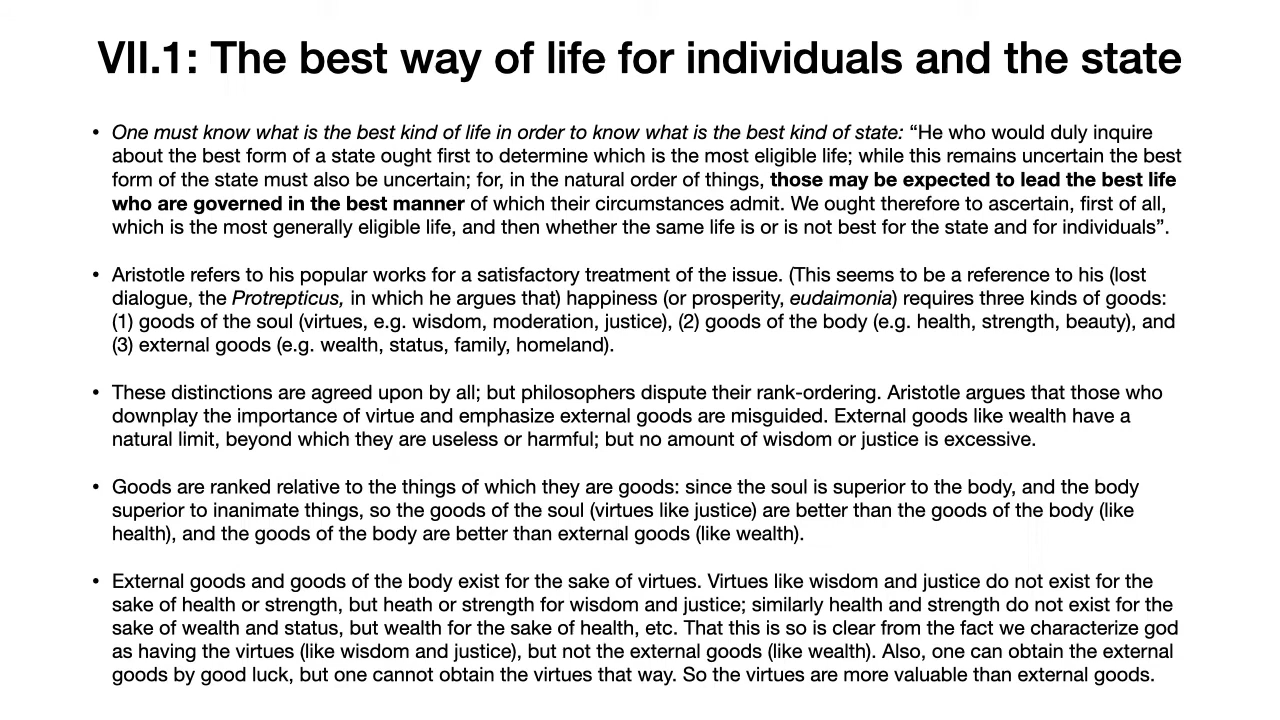 VII.1: The best way of life for individuals and the state
• One must know what is the best kind of life in order to know what is the best kind of state: “He who would duly inquire
about the best form of a state ought first to determine which is the most eligible life; while this remains uncertain the best
form of the state must also be uncertain; for, in the natural order of things, those may be expected to lead the best life
who are governed in the best manner of which their circumstances admit. We ought therefore to ascertain, first of all,
which is the most generally eligible life, and then whether the same life is or is not best for the state and for individuals”.
• Aristotle refers to his popular works for a satisfactory treatment of the issue. (This seems to be a reference to his (lost
dialogue, the Protrepticus, in which he argues that) happiness (or prosperity, eudaimonia) requires three kinds of goods:
(1) goods of the soul (virtues, e.g. wisdom, moderation, justice), (2) goods of the body (e.g. health, strength, beauty), and
(3) external goods (e.g. wealth, status, family, homeland).
• These distinctions are agreed upon by all; but philosophers dispute their rank-ordering. Aristotle argues that those who
downplay the importance of virtue and emphasize external goods are misguided. External goods like wealth have a
natural limit, beyond which they are useless or harmful; but no amount of wisdom or justice is excessive.
• Goods are ranked relative to the things of which they are goods: since the soul is superior to the body, and the body
superior to inanimate things, so the goods of the soul (virtues like justice) are better than the goods of the body (like
health), and the goods of the body are better than external goods (like wealth).
• External goods and goods of the body exist for the sake of virtues. Virtues like wisdom and justice do not exist for the
sake of health or strength, but heath or strength for wisdom and justice; similarly health and strength do not exist for the
sake of wealth and status, but wealth for the sake of health, etc. That this is so is clear from the fact we characterize god
as having the virtues (like wisdom and justice), but not the external goods (like wealth). Also, one can obtain the external
goods by good luck, but one cannot obtain the virtues that way. So the virtues are more valuable than external goods.